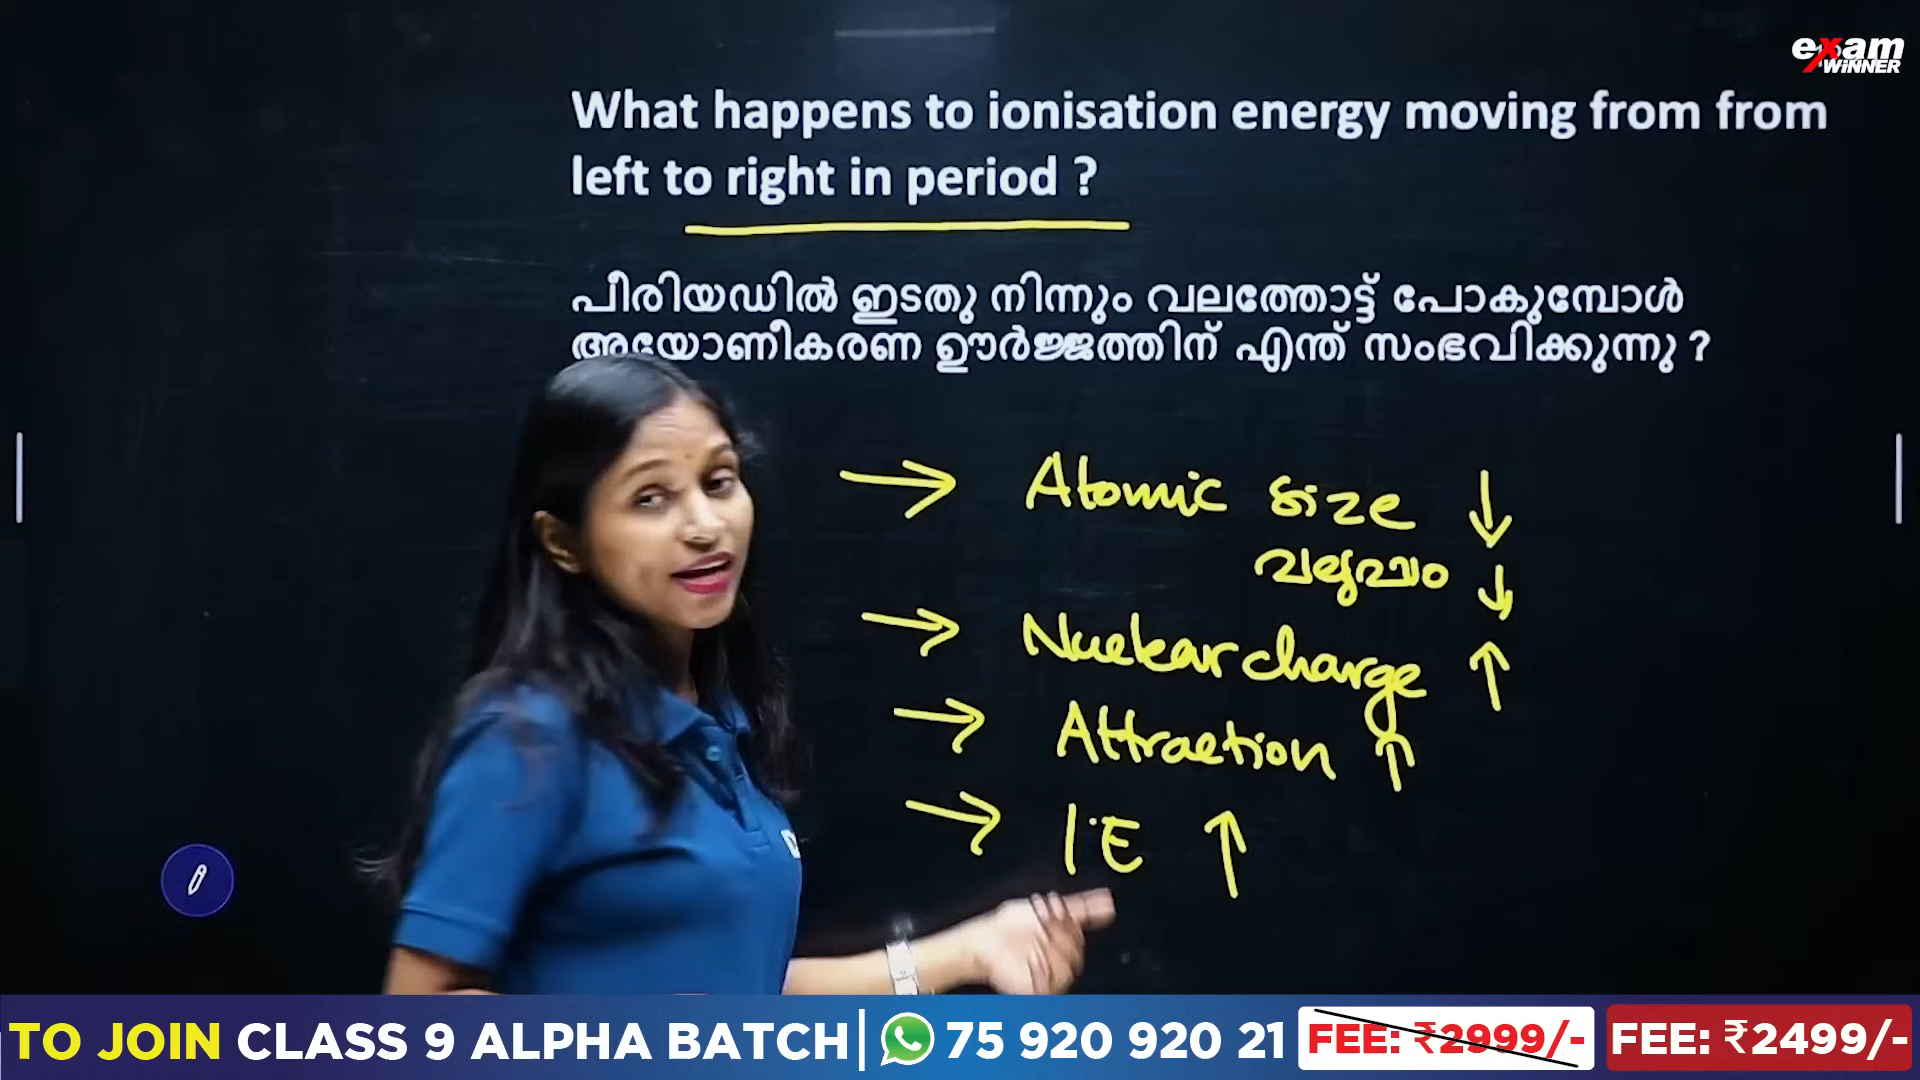 exam
WINNER
What happens to ionisation energy moving from from
left to right in period ?
പീരിയഡിൽ ഇടതു നിന്നും വലത്തോട്ട് പോകുമ്പോൾ
അയോണീകരണ ഊർജ്ജത്തിന് എന്ത് സംഭവിക്കുന്നു ?
→ Atomic size ↓
വലുപ്പം ↓
→ Nuclear charge ↑
→ Attraction ↑
→ I.E ↑
TO JOIN CLASS 9 ALPHA BATCH | 75 920 920 21 FEE: ₹2999/- FEE: ₹2499/-